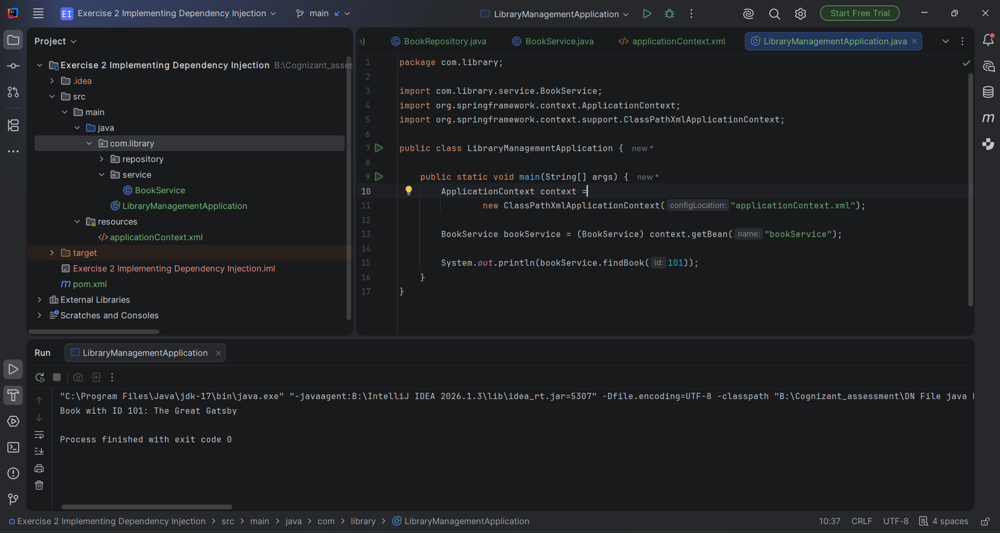 EI Exercise 2 Implementing Dependency Injection main LibraryManagementApplication Start Free Trial
Project
Exercise 2 Implementing Dependency Injection B:\Cognizant_asses
.idea
src
main
java
com.library
repository
service
BookService
LibraryManagementApplication
resources
</> applicationContext.xml
target
Exercise 2 Implementing Dependency Injection.iml
m pom.xml
External Libraries
Scratches and Consoles
n) BookRepository.java BookService.java </> applicationContext.xml LibraryManagementApplication.java
1 package com.library;
2
3 import com.library.service.BookService;
4 import org.springframework.context.ApplicationContext;
5 import org.springframework.context.support.ClassPathXmlApplicationContext;
6
7 public class LibraryManagementApplication { new *
8
9 public static void main(String[] args) { new *
10 ApplicationContext context =
11 new ClassPathXmlApplicationContext( configLocation: "applicationContext.xml");
12
13 BookService bookService = (BookService) context.getBean( name: "bookService");
14
15 System.out.println(bookService.findBook( id: 101));
16 }
17 }
Run LibraryManagementApplication
"C:\Program Files\Java\jdk-17\bin\java.exe" "-javaagent:B:\IntelliJ IDEA 2026.1.3\lib\idea_rt.jar=5307" -Dfile.encoding=UTF-8 -classpath "B:\Cognizant_assessment\DN File java
Book with ID 101: The Great Gatsby
Process finished with exit code 0
Exercise 2 Implementing Dependency Injection > src > main > java > com > library > LibraryManagementApplication 10:37 CRLF UTF-8 4 spaces